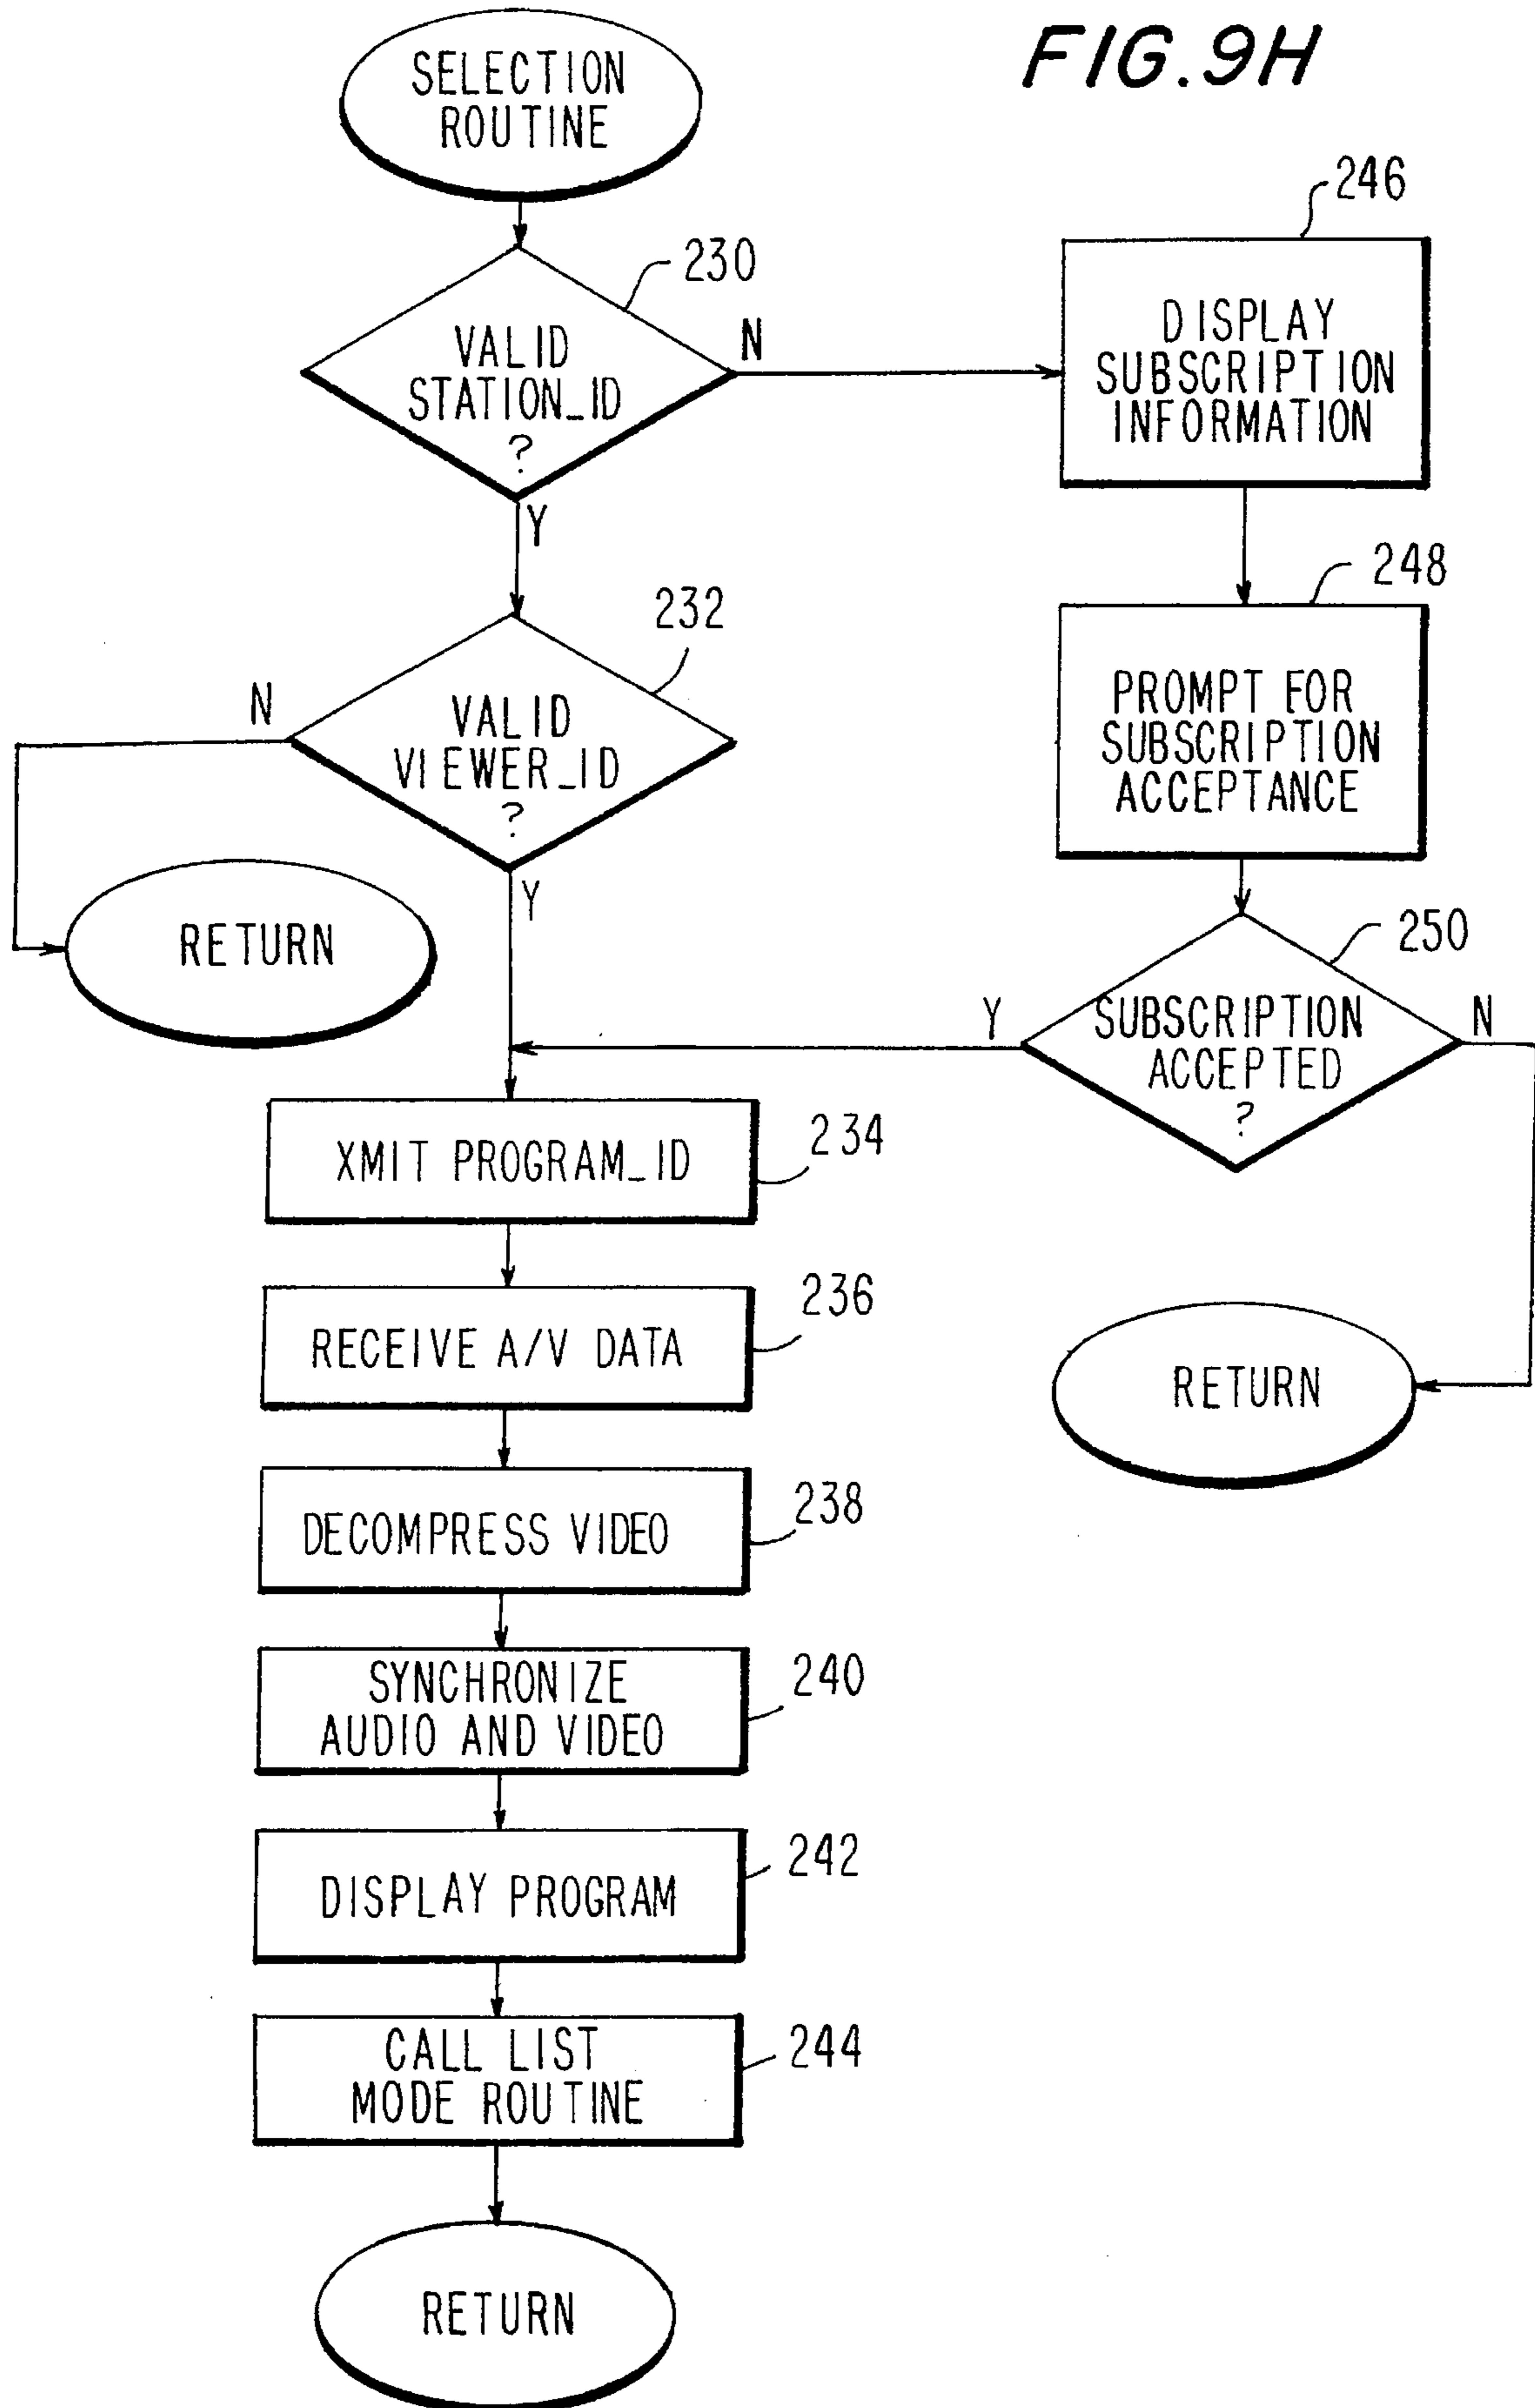 FIG.9H
SELECTION
ROUTINE
230
VALID
STATION_ID
?
N
Y
246
DISPLAY
SUBSCRIPTION
INFORMATION
232
VALID
VIEWER_ID
?
N
Y
RETURN
248
PROMPT FOR
SUBSCRIPTION
ACCEPTANCE
250
SUBSCRIPTION
ACCEPTED
?
Y
N
RETURN
XMIT PROGRAM_ID
234
RECEIVE A/V DATA
236
DECOMPRESS VIDEO
238
SYNCHRONIZE
AUDIO AND VIDEO
240
DISPLAY PROGRAM
242
CALL LIST
MODE ROUTINE
244
RETURN